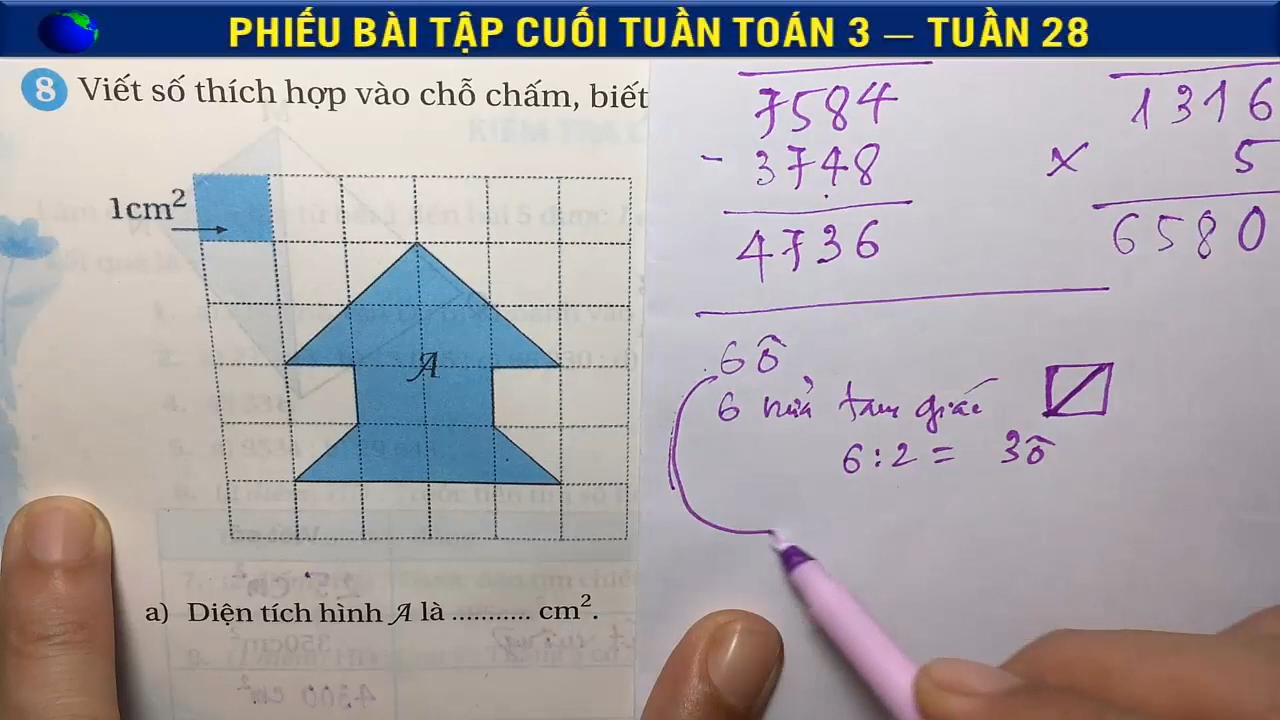 PHIẾU BÀI TẬP CUỐI TUẦN TOÁN 3 — TUẦN 28
8 Viết số thích hợp vào chỗ chấm, biết
1cm²
A
a) Diện tích hình A là ........... cm².
7584
- 3748
4736
1316
x 5
6580
6 ô
6 nửa tam giác
6 : 2 = 3ô